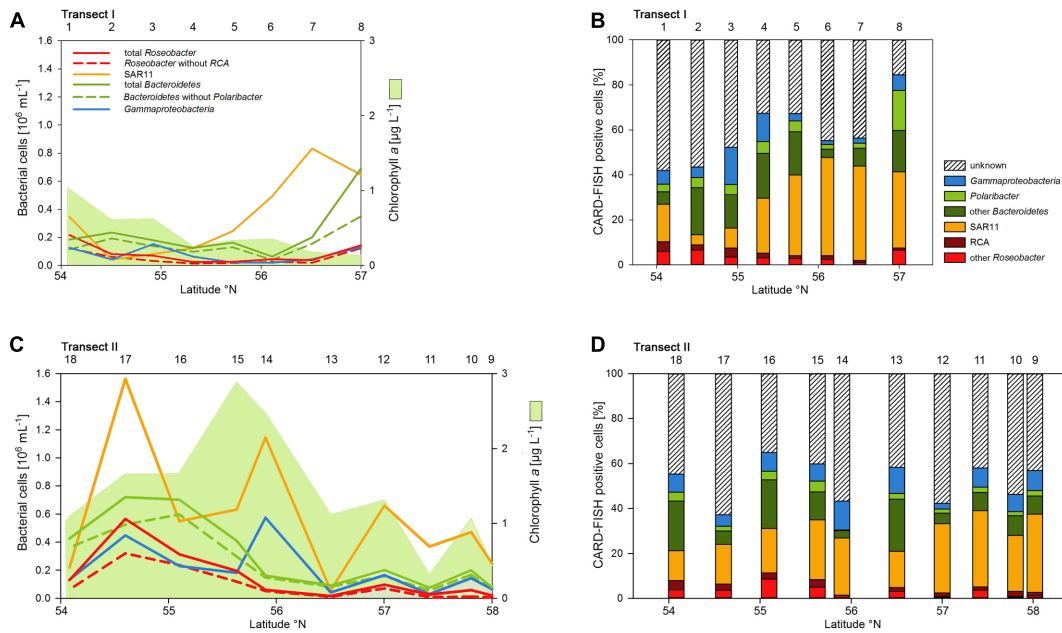 A
Transect I
1 2 3 4 5 6 7 8
1.6
1.4
1.2
1.0
0.8
0.6
0.4
0.2
0.0
Bacterial cells [10⁶ mL⁻¹]
total Roseobacter
Roseobacter without RCA
SAR11
total Bacteroidetes
Bacteroidetes without Polaribacter
Gammaproteobacteria
3
2
1
0
Chlorophyll a [µg L⁻¹]
54 55 56 57
Latitude °N
B
Transect I
1 2 3 4 5 6 7 8
100
80
60
40
20
0
CARD-FISH positive cells [%]
54 55 56 57
Latitude °N
unknown
Gammaproteobacteria
Polaribacter
other Bacteroidetes
SAR11
RCA
other Roseobacter
C
Transect II
18 17 16 15 14 13 12 11 10 9
1.6
1.4
1.2
1.0
0.8
0.6
0.4
0.2
0.0
Bacterial cells [10⁶ mL⁻¹]
3
2
1
0
Chlorophyll a [µg L⁻¹]
54 55 56 57 58
Latitude °N
D
Transect II
18 17 16 15 14 13 12 11 10 9
100
80
60
40
20
0
CARD-FISH positive cells [%]
54 55 56 57 58
Latitude °N